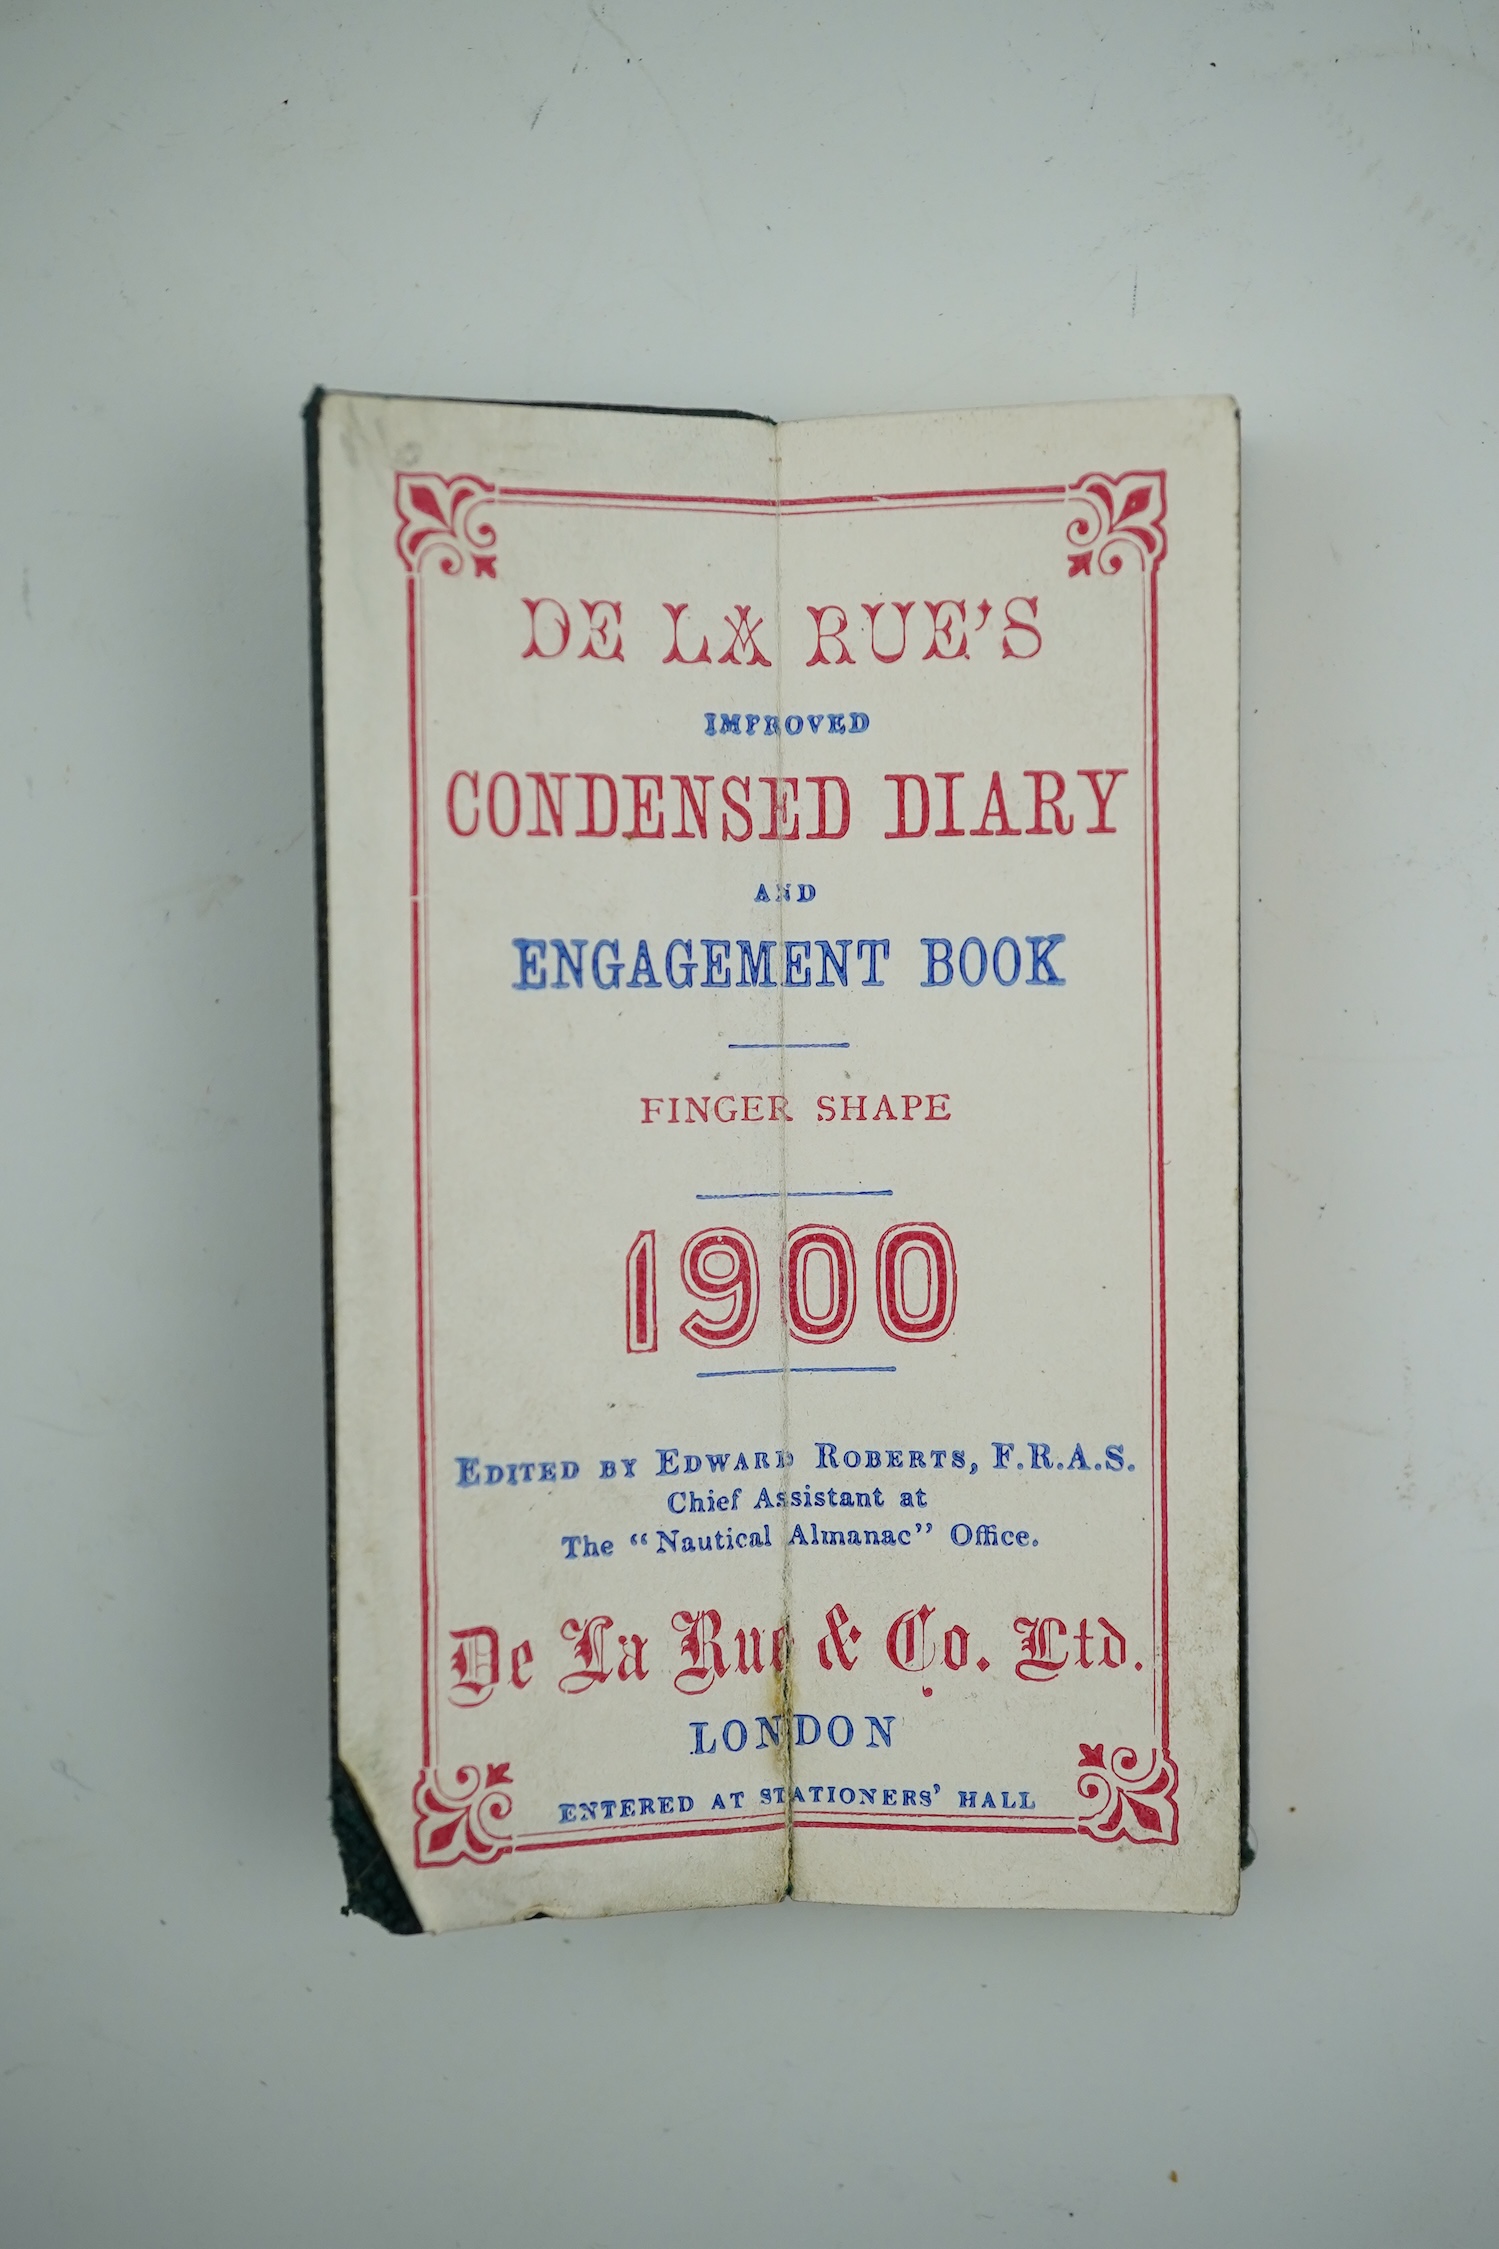 DE LA RUE'S
IMPROVED
CONDENSED DIARY
AND
ENGAGEMENT BOOK
FINGER SHAPE
1900
EDITED BY EDWARD ROBERTS, F.R.A.S.
Chief Assistant at
The “Nautical Almanac” Office.
De La Rue & Co. Ltd.
LONDON
ENTERED AT STATIONERS' HALL